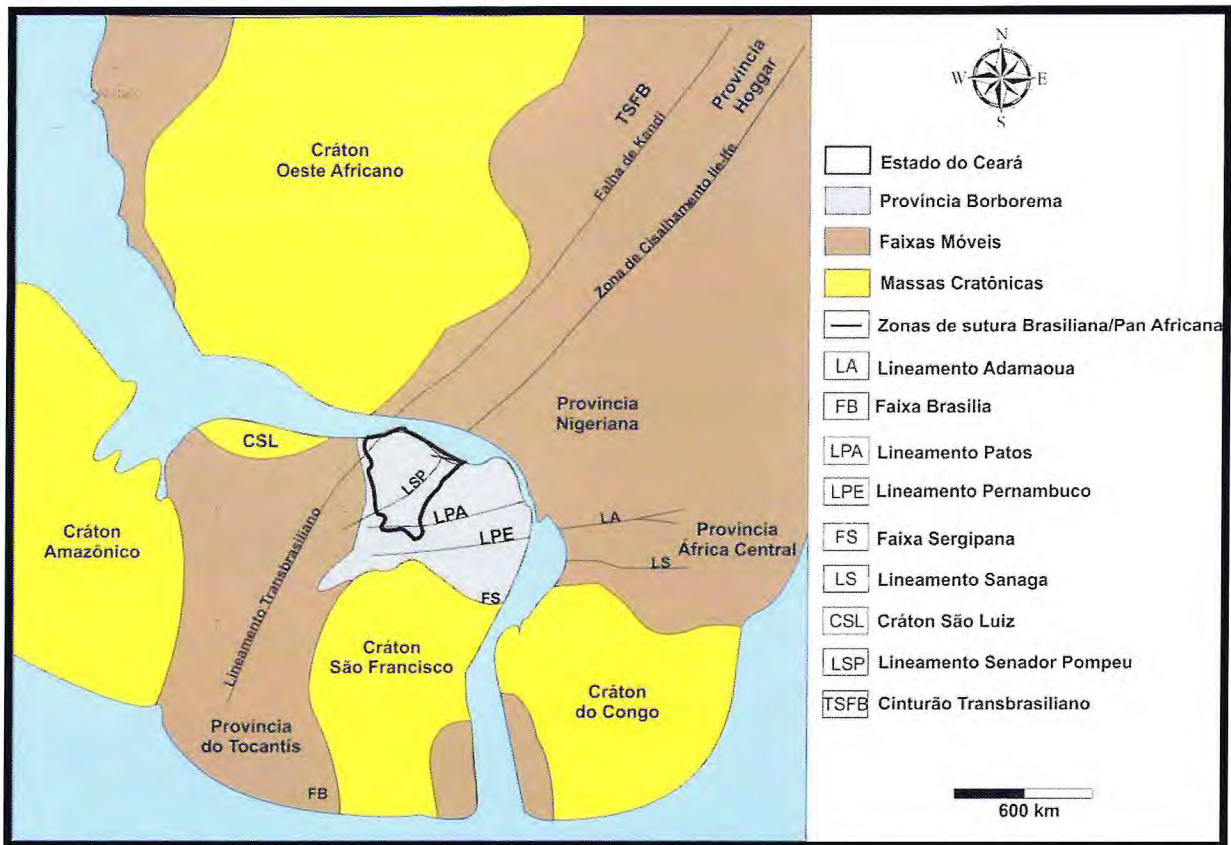 Cráton
Oeste Africano
TSFB
Província
Hoggar
Falha de Kandi
Zona de Cisalhamento Ile-Ife
Província
Nigeriana
CSL
LSP
LPA
LPE
LA
LS
Província
África Central
Cráton
Amazônico
Lineamento Transbrasiliano
FS
Cráton
São Francisco
Cráton
do Congo
Província
do Tocantis
FB
N
W E
S
Estado do Ceará
Província Borborema
Faixas Móveis
Massas Cratônicas
Zonas de sutura Brasiliana/Pan Africana
LA Lineamento Adamaoua
FB Faixa Brasília
LPA Lineamento Patos
LPE Lineamento Pernambuco
FS Faixa Sergipana
LS Lineamento Sanaga
CSL Cráton São Luiz
LSP Lineamento Senador Pompeu
TSFB Cinturão Transbrasiliano
600 km